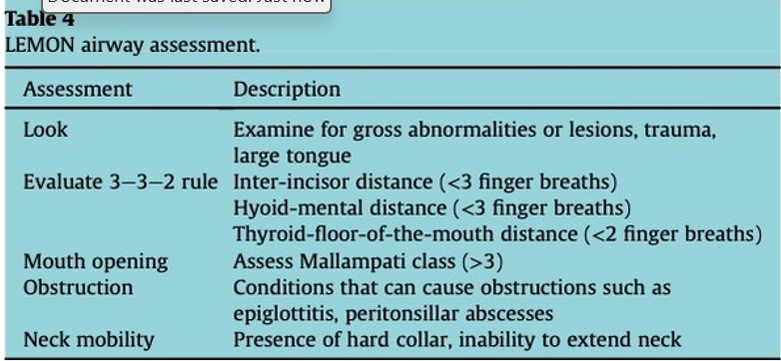 Document was last saved: Just now
Table 4
LEMON airway assessment.
Assessment Description
Look Examine for gross abnormalities or lesions, trauma,
large tongue
Evaluate 3–3–2 rule Inter-incisor distance (<3 finger breaths)
Hyoid-mental distance (<3 finger breaths)
Thyroid-floor-of-the-mouth distance (<2 finger breaths)
Mouth opening Assess Mallampati class (>3)
Obstruction Conditions that can cause obstructions such as
epiglottitis, peritonsillar abscesses
Neck mobility Presence of hard collar, inability to extend neck